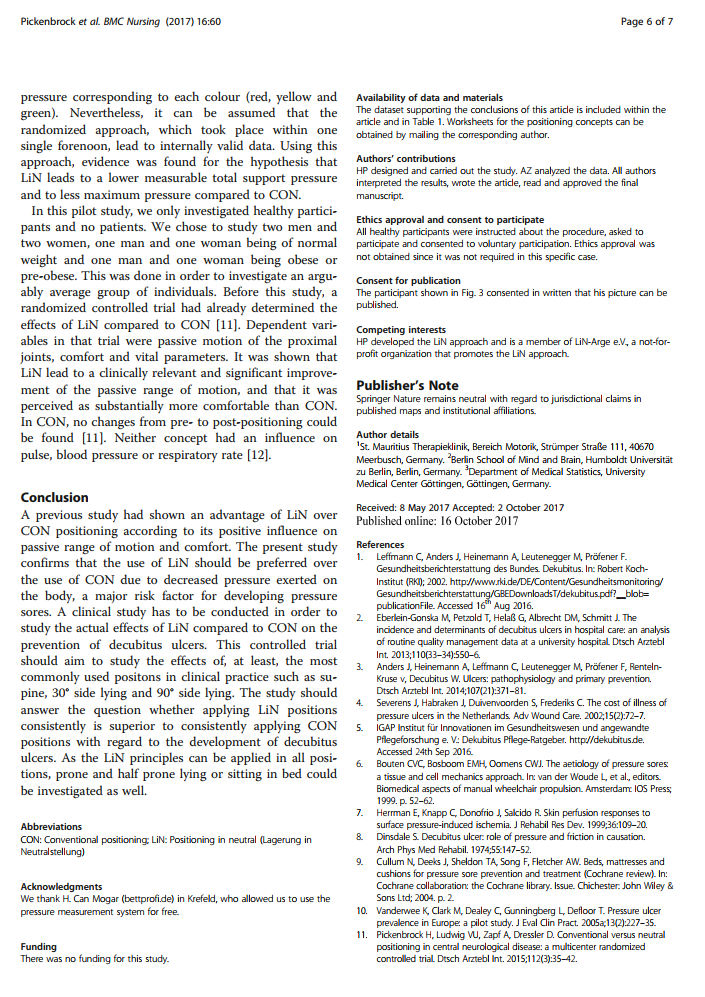 Pickenbrock et al. BMC Nursing (2017) 16:60
Page 6 of 7
pressure corresponding to each colour (red, yellow and
green). Nevertheless, it can be assumed that the
randomized approach, which took place within one
single forenoon, lead to internally valid data. Using this
approach, evidence was found for the hypothesis that
LiN leads to a lower measurable total support pressure
and to less maximum pressure compared to CON.
In this pilot study, we only investigated healthy partici-
pants and no patients. We chose to study two men and
two women, one man and one woman being of normal
weight and one man and one woman being obese or
pre-obese. This was done in order to investigate an argu-
ably average group of individuals. Before this study, a
randomized controlled trial had already determined the
effects of LiN compared to CON [11]. Dependent vari-
ables in that trial were passive motion of the proximal
joints, comfort and vital parameters. It was shown that
LiN lead to a clinically relevant and significant improve-
ment of the passive range of motion, and that it was
perceived as substantially more comfortable than CON.
In CON, no changes from pre- to post-positioning could
be found [11]. Neither concept had an influence on
pulse, blood pressure or respiratory rate [12].
Conclusion
A previous study had shown an advantage of LiN over
CON positioning according to its positive influence on
passive range of motion and comfort. The present study
confirms that the use of LiN should be preferred over
the use of CON due to decreased pressure exerted on
the body, a major risk factor for developing pressure
sores. A clinical study has to be conducted in order to
study the actual effects of LiN compared to CON on the
prevention of decubitus ulcers. This controlled trial
should aim to study the effects of, at least, the most
commonly used positons in clinical practice such as su-
pine, 30° side lying and 90° side lying. The study should
answer the question whether applying LiN positions
consistently is superior to consistently applying CON
positions with regard to the development of decubitus
ulcers. As the LiN principles can be applied in all posi-
tions, prone and half prone lying or sitting in bed could
be investigated as well.
Abbreviations
CON: Conventional positioning; LiN: Positioning in neutral (Lagerung in
Neutralstellung)
Acknowledgments
We thank H. Can Mogar (bettprofi.de) in Krefeld, who allowed us to use the
pressure measurement system for free.
Funding
There was no funding for this study.
Availability of data and materials
The dataset supporting the conclusions of this article is included within the
article and in Table 1. Worksheets for the positioning concepts can be
obtained by mailing the corresponding author.
Authors' contributions
HP designed and carried out the study. AZ analyzed the data. All authors
interpreted the results, wrote the article, read and approved the final
manuscript.
Ethics approval and consent to participate
All healthy participants were instructed about the procedure, asked to
participate and consented to voluntary participation. Ethics approval was
not obtained since it was not required in this specific case.
Consent for publication
The participant shown in Fig. 3 consented in written that his picture can be
published.
Competing interests
HP developed the LiN approach and is a member of LiN-Arge e.V., a not-for-
profit organization that promotes the LiN approach.
Publisher's Note
Springer Nature remains neutral with regard to jurisdictional claims in
published maps and institutional affiliations.
Author details
1St. Mauritius Therapieklinik, Bereich Motorik, Strümper Straße 111, 40670
Meerbusch, Germany. 2Berlin School of Mind and Brain, Humboldt Universität
zu Berlin, Berlin, Germany. 3Department of Medical Statistics, University
Medical Center Göttingen, Göttingen, Germany.
Received: 8 May 2017 Accepted: 2 October 2017
Published online: 16 October 2017
References
1. Leffmann C, Anders J, Heinemann A, Leutenegger M, Pröfener F.
Gesundheitsberichterstattung des Bundes. Dekubitus. In: Robert Koch-
Institut (RKI); 2002. http://www.rki.de/DE/Content/Gesundheitsmonitoring/
Gesundheitsberichterstattung/GBEDownloadsT/dekubitus.pdf?__blob=
publicationFile. Accessed 16th Aug 2016.
2. Eberlein-Gonska M, Petzold T, Helaß G, Albrecht DM, Schmitt J. The
incidence and determinants of decubitus ulcers in hospital care: an analysis
of routine quality management data at a university hospital. Dtsch Arztebl
Int. 2013;110(33–34):550–6.
3. Anders J, Heinemann A, Leffmann C, Leutenegger M, Pröfener F, Renteln-
Kruse v, Decubitus W. Ulcers: pathophysiology and primary prevention.
Dtsch Arztebl Int. 2014;107(21):371–81.
4. Severens J, Habraken J, Duivenvoorden S, Frederiks C. The cost of illness of
pressure ulcers in the Netherlands. Adv Wound Care. 2002;15(2):72–7.
5. IGAP Institut für Innovationen im Gesundheitswesen und angewandte
Pflegeforschung e. V.: Dekubitus Pflege-Ratgeber. http://dekubitus.de.
Accessed 24th Sep 2016.
6. Bouten CVC, Bosboom EMH, Oomens CWJ. The aetiology of pressure sores:
a tissue and cell mechanics approach. In: van der Woude L, et al., editors.
Biomedical aspects of manual wheelchair propulsion. Amsterdam: IOS Press;
1999. p. 52–62.
7. Herrman E, Knapp C, Donofrio J, Salcido R. Skin perfusion responses to
surface pressure-induced ischemia. J Rehabil Res Dev. 1999;36:109–20.
8. Dinsdale S. Decubitus ulcer: role of pressure and friction in causation.
Arch Phys Med Rehabil. 1974;55:147–52.
9. Cullum N, Deeks J, Sheldon TA, Song F, Fletcher AW. Beds, mattresses and
cushions for pressure sore prevention and treatment (Cochrane review). In:
Cochrane collaboration: the Cochrane library. Issue. Chichester: John Wiley &
Sons Ltd; 2004. p. 2.
10. Vanderwee K, Clark M, Dealey C, Gunningberg L, Defloor T. Pressure ulcer
prevalence in Europe: a pilot study. J Eval Clin Pract. 2005a;13(2):227–35.
11. Pickenbrock H, Ludwig VU, Zapf A, Dressler D. Conventional versus neutral
positioning in central neurological disease: a multicenter randomized
controlled trial. Dtsch Arztebl Int. 2015;112(3):35–42.